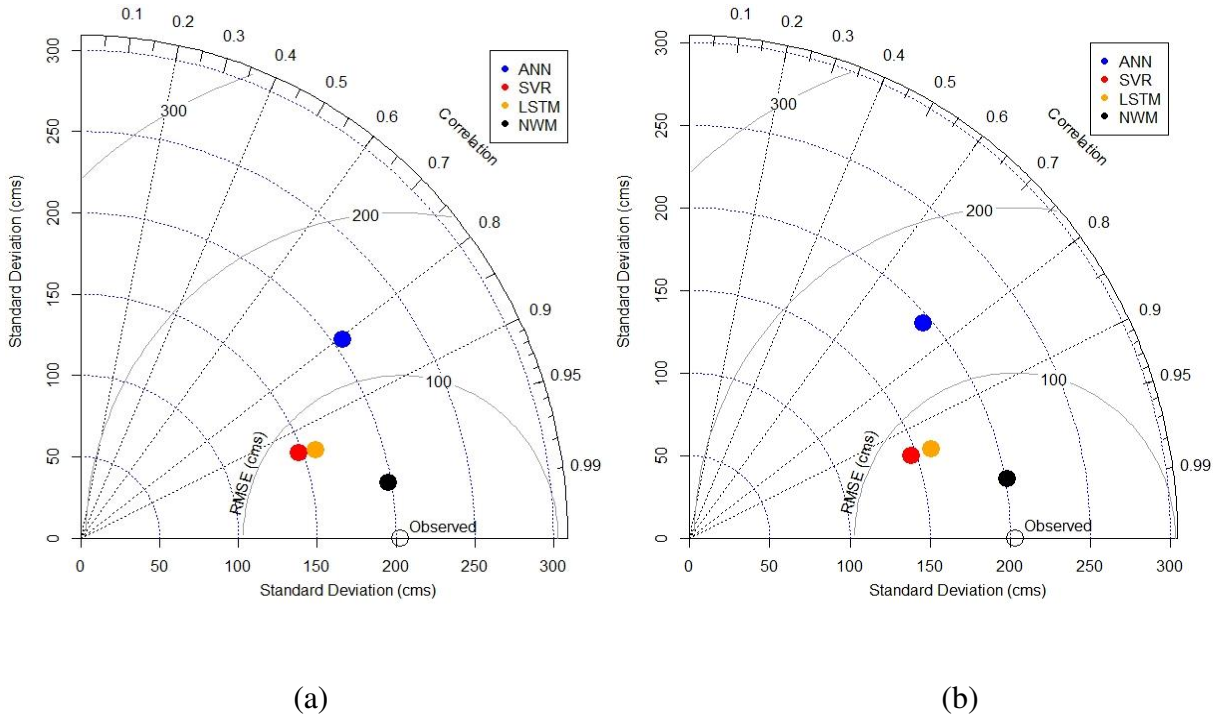 0.1
0.2
0.3
0.4
0.5
0.6
0.7
0.8
0.9
0.95
0.99
Correlation
ANN
SVR
LSTM
NWM
300
250
200
150
100
50
0
Standard Deviation (cms)
300
200
100
RMSE (cms)
Observed
0 50 100 150 200 250 300
Standard Deviation (cms)
(a)
0.1
0.2
0.3
0.4
0.5
0.6
0.7
0.8
0.9
0.95
0.99
Correlation
ANN
SVR
LSTM
NWM
300
250
200
150
100
50
0
Standard Deviation (cms)
300
200
100
RMSE (cms)
Observed
0 50 100 150 200 250 300
Standard Deviation (cms)
(b)